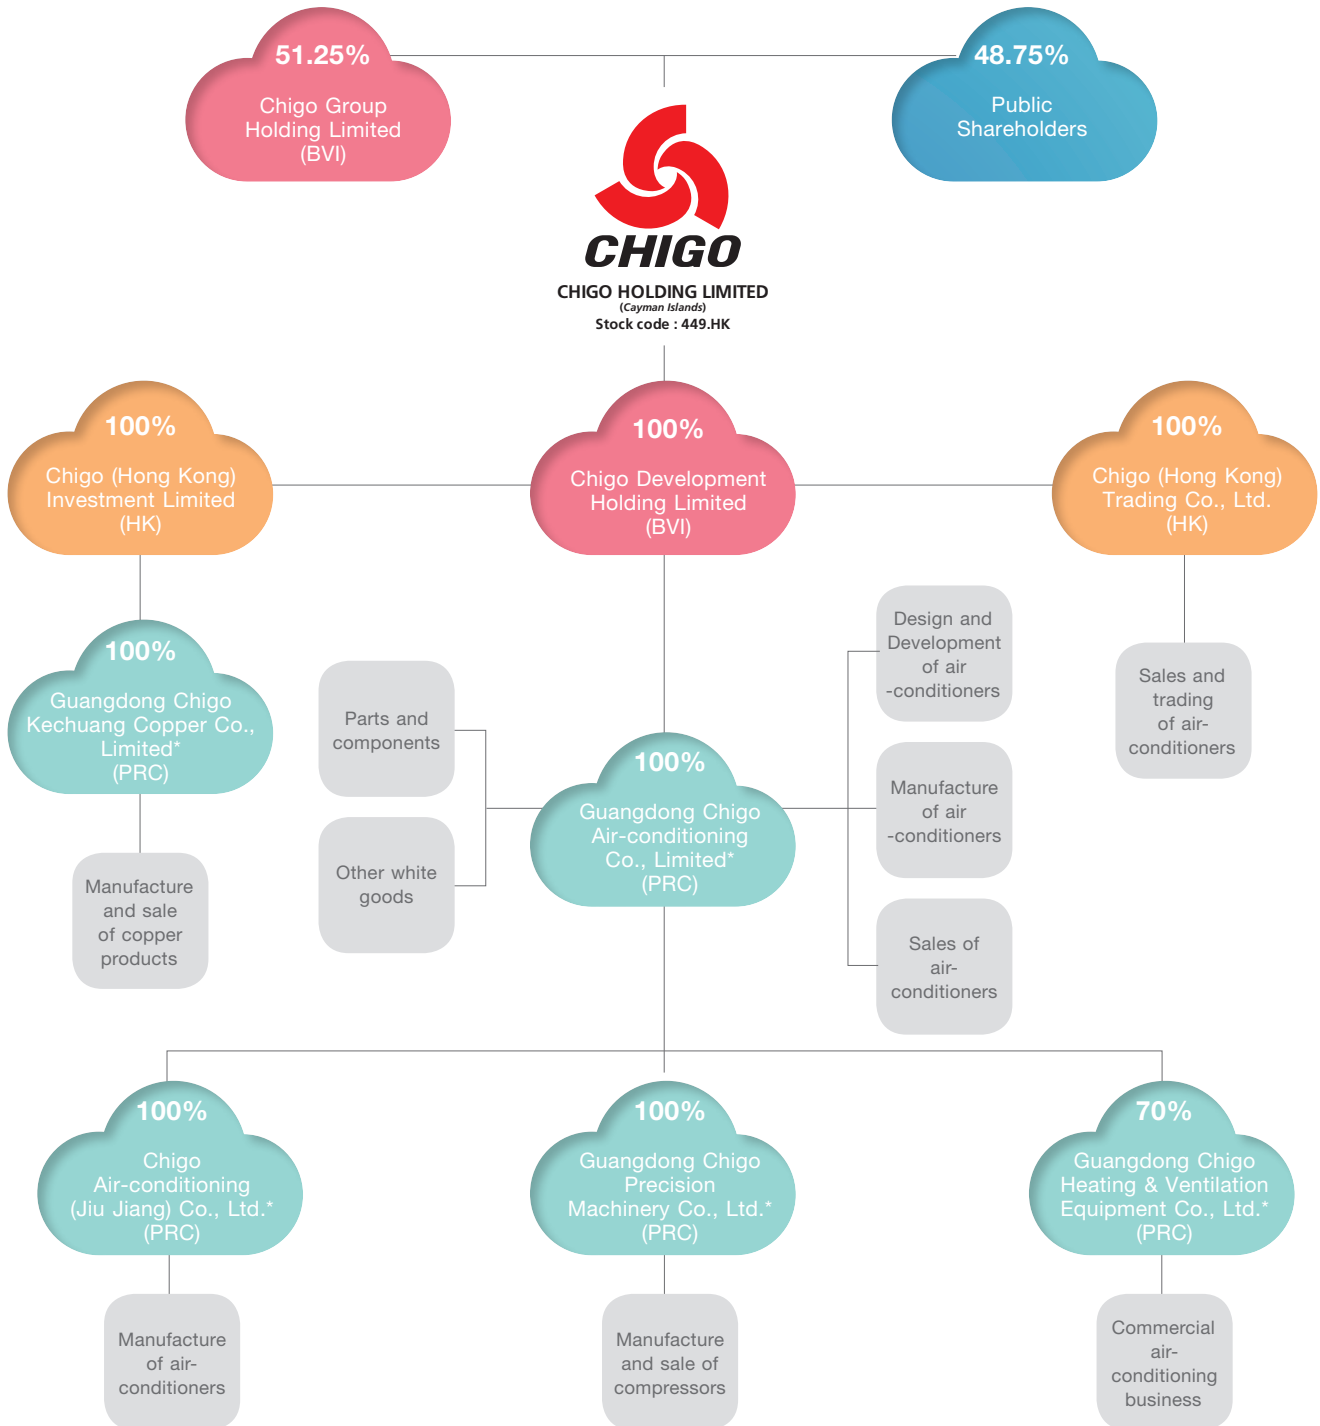 51.25%
Chigo Group
Holding Limited
(BVI)
48.75%
Public
Shareholders
CHIGO
CHIGO HOLDING LIMITED
(Cayman Islands)
Stock code : 449.HK
100%
Chigo (Hong Kong)
Investment Limited
(HK)
100%
Chigo Development
Holding Limited
(BVI)
100%
Chigo (Hong Kong)
Trading Co., Ltd.
(HK)
100%
Guangdong Chigo
Kechuang Copper Co.,
Limited*
(PRC)
Manufacture
and sale
of copper
products
Parts and
components
Other white
goods
100%
Guangdong Chigo
Air-conditioning
Co., Limited*
(PRC)
Design and
Development
of air
-conditioners
Manufacture
of air
-conditioners
Sales of
air-
conditioners
Sales and
trading
of air-
conditioners
100%
Chigo
Air-conditioning
(Jiu Jiang) Co., Ltd.*
(PRC)
100%
Guangdong Chigo
Precision
Machinery Co., Ltd.*
(PRC)
70%
Guangdong Chigo
Heating & Ventilation
Equipment Co., Ltd.*
(PRC)
Manufacture
of air-
conditioners
Manufacture
and sale of
compressors
Commercial
air-
conditioning
business